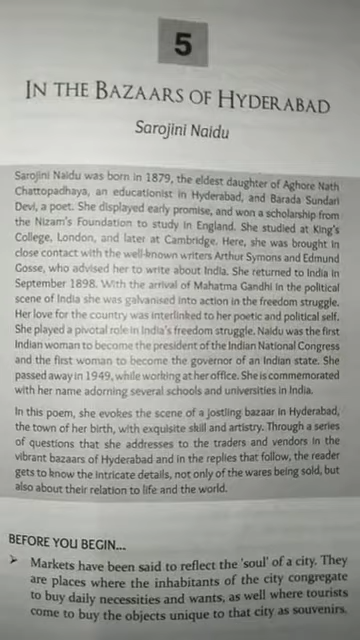 5
IN THE BAZAARS OF HYDERABAD
Sarojini Naidu
Sarojini Naidu was born in 1879, the eldest daughter of Aghore Nath
Chattopadhaya, an educationist in Hyderabad, and Barada Sundari
Devi, a poet. She displayed early promise, and won a scholarship from
the Nizam's Foundation to study in England. She studied at King's
College, London, and later at Cambridge. Here, she was brought in
close contact with the well-known writers Arthur Symons and Edmund
Gosse, who advised her to write about India. She returned to India in
September 1898. With the arrival of Mahatma Gandhi in the political
scene of India she was galvanised into action in the freedom struggle.
Her love for the country was interlinked to her poetic and political self.
She played a pivotal role in India's freedom struggle. Naidu was the first
Indian woman to become the president of the Indian National Congress
and the first woman to become the governor of an Indian state. She
passed away in 1949, while working at her office. She is commemorated
with her name adorning several schools and universities in India.
In this poem, she evokes the scene of a jostling bazaar in Hyderabad,
the town of her birth, with exquisite skill and artistry. Through a series
of questions that she addresses to the traders and vendors in the
vibrant bazaars of Hyderabad and in the replies that follow, the reader
gets to know the intricate details, not only of the wares being sold, but
also about their relation to life and the world.
BEFORE YOU BEGIN...
➢ Markets have been said to reflect the 'soul' of a city. They
are places where the inhabitants of the city congregate
to buy daily necessities and wants, as well where tourists
come to buy the objects unique to that city as souvenirs.